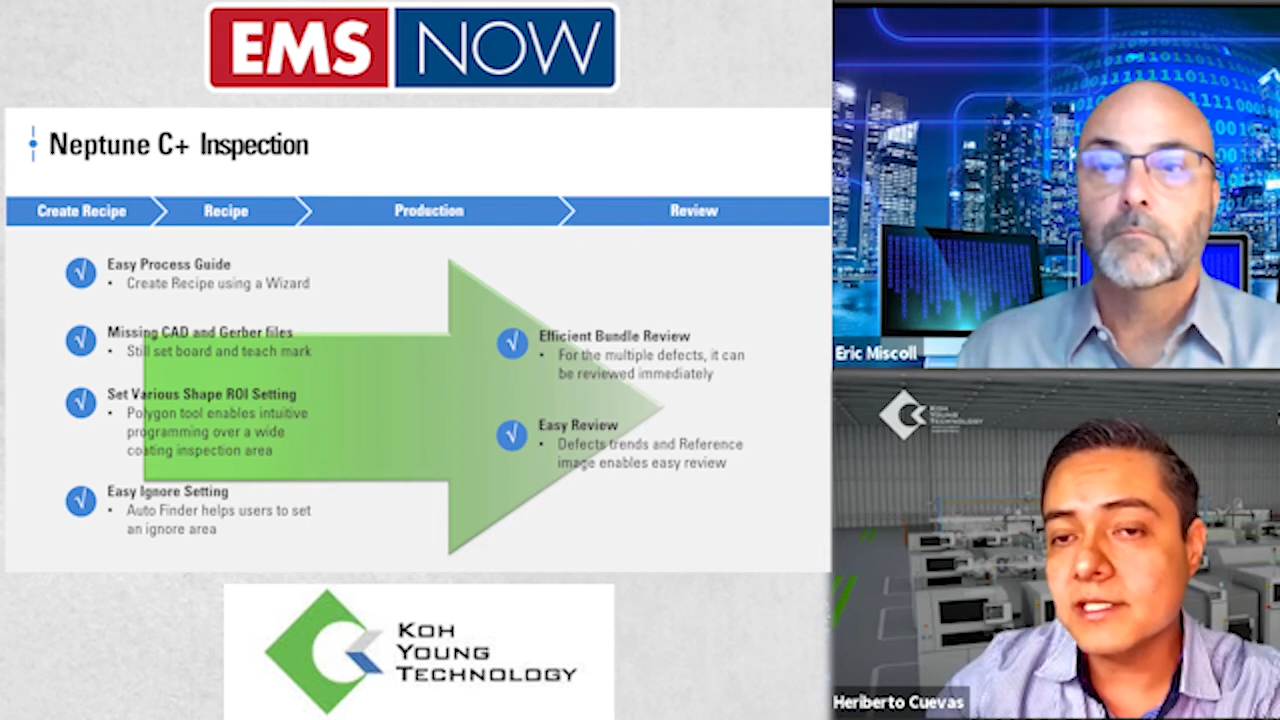 EMS NOW
Neptune C+ Inspection
Create Recipe
Recipe
Production
Review
√ Easy Process Guide
• Create Recipe using a Wizard
√ Missing CAD and Gerber files
• Still set board and teach mark
√ Set Various Shape ROI Setting
• Polygon tool enables intuitive
programming over a wide
coating inspection area
√ Easy Ignore Setting
• Auto Finder helps users to set
an ignore area
√ Efficient Bundle Review
• For the multiple defects, it can
be reviewed immediately
√ Easy Review
• Defects trends and Reference
image enables easy review
KOH
YOUNG
TECHNOLOGY
Eric Miscoll
KOH
YOUNG
TECHNOLOGY
Heriberto Cuevas